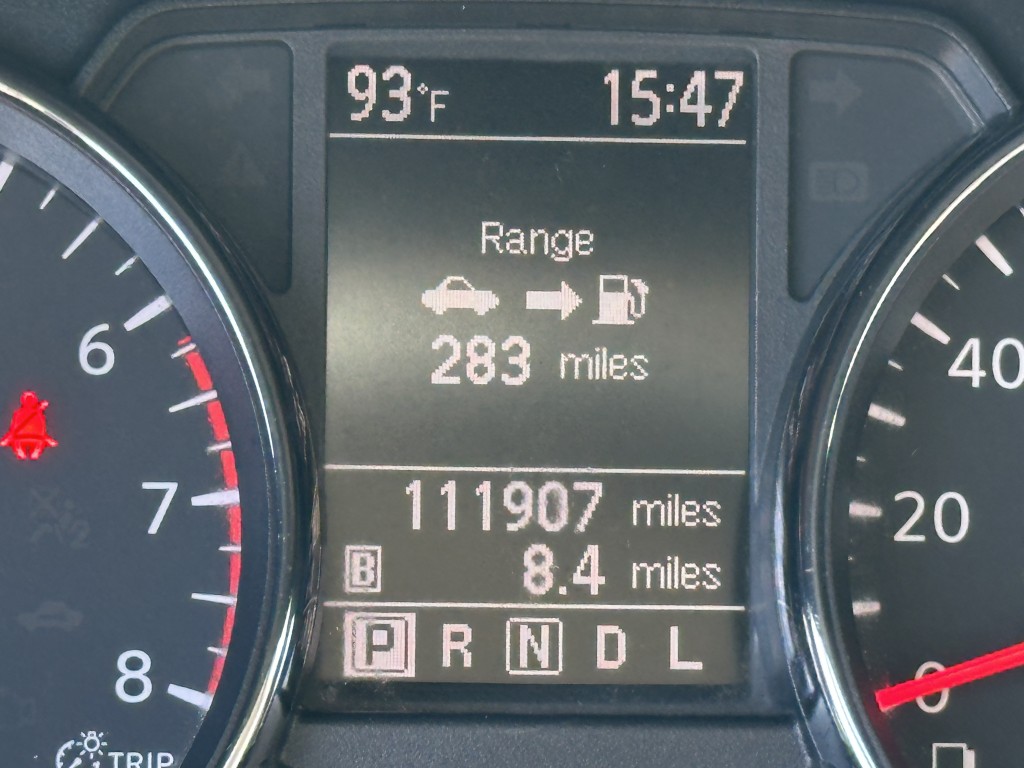 93°F 15:47
Range
283 miles
111907 miles
B 8.4 miles
P R N D L
6
7
8
TRIP
40
20
0